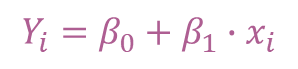 Yᵢ = β₀ + β₁ · xᵢ